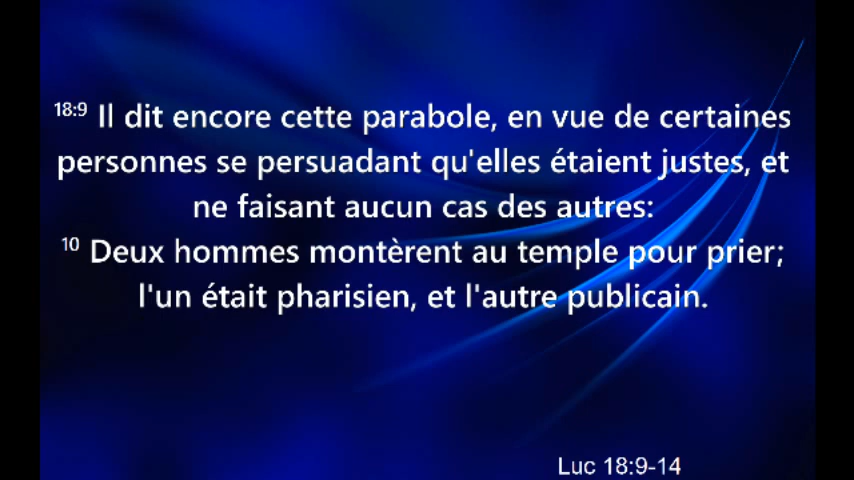 18:9 Il dit encore cette parabole, en vue de certaines
personnes se persuadant qu'elles étaient justes, et
ne faisant aucun cas des autres:
10 Deux hommes montèrent au temple pour prier;
l'un était pharisien, et l'autre publicain.
Luc 18:9-14